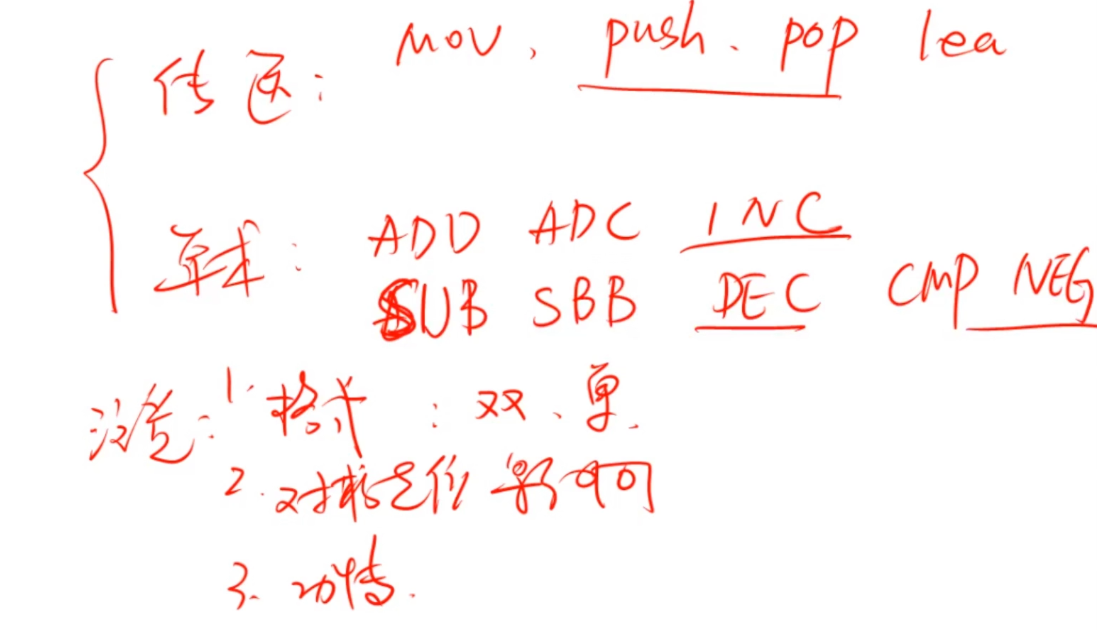 传送: mov, push、pop lea
算术: ADD ADC INC
SUB SBB DEC CMP NEG
注意: 1. 格式: 双、单.
2. 对标志位影响
3. 功能.